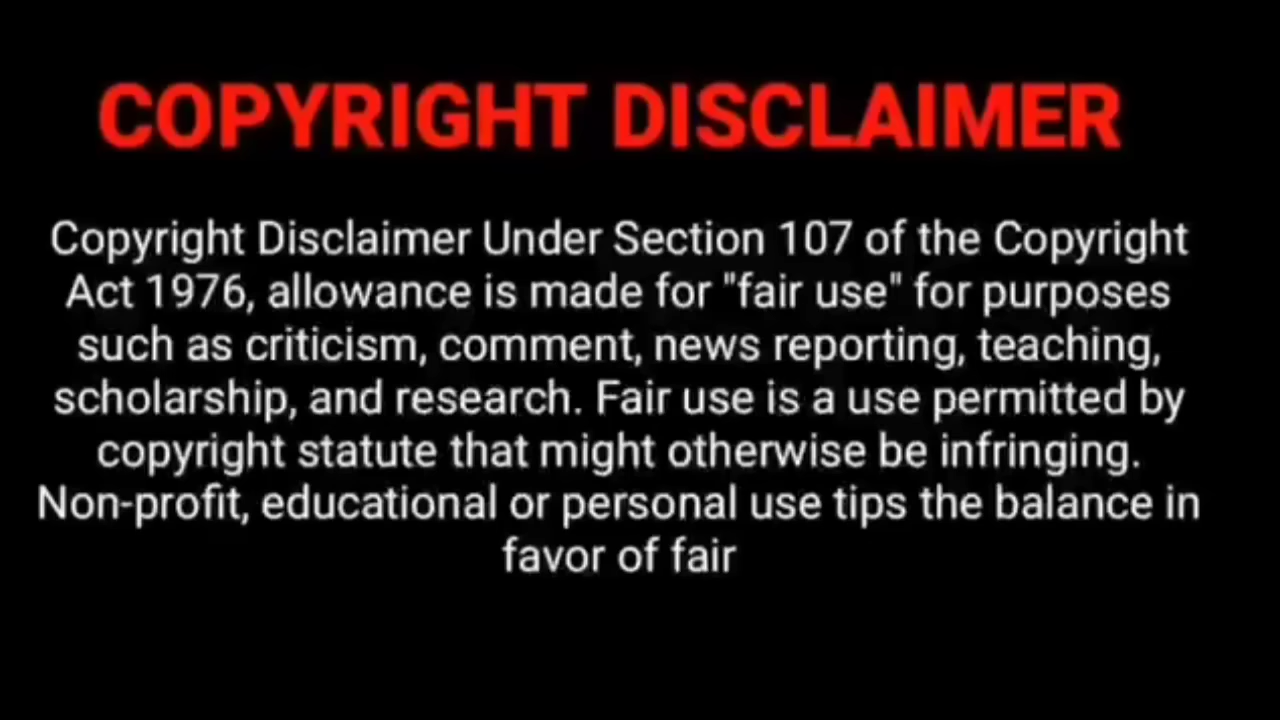 COPYRIGHT DISCLAIMER
Copyright Disclaimer Under Section 107 of the Copyright
Act 1976, allowance is made for "fair use" for purposes
such as criticism, comment, news reporting, teaching,
scholarship, and research. Fair use is a use permitted by
copyright statute that might otherwise be infringing.
Non-profit, educational or personal use tips the balance in
favor of fair